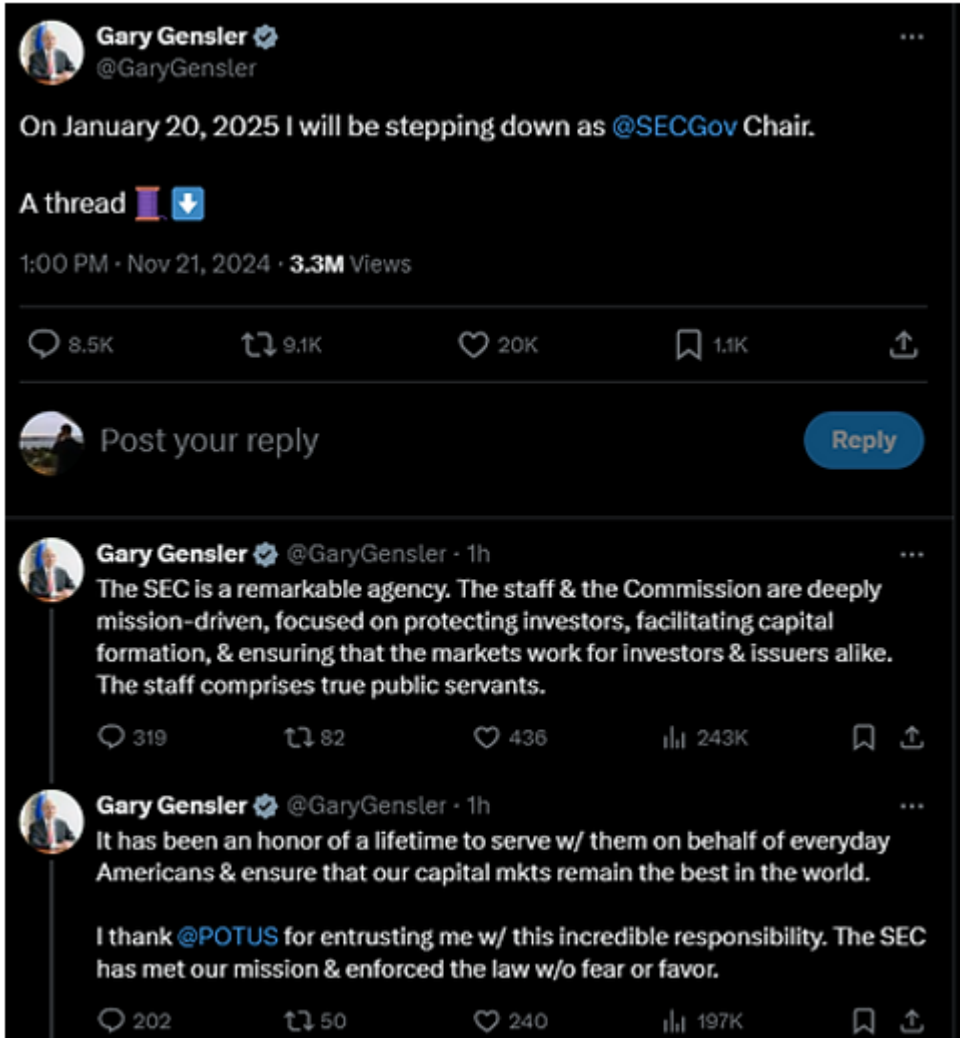 Gary Gensler
@GaryGensler
On January 20, 2025 I will be stepping down as @SECGov Chair.
A thread 🧵 ⬇️
1:00 PM · Nov 21, 2024 · 3.3M Views
8.5K 9.1K 20K 1.1K
Post your reply
Reply
Gary Gensler @GaryGensler · 1h
The SEC is a remarkable agency. The staff & the Commission are deeply
mission-driven, focused on protecting investors, facilitating capital
formation, & ensuring that the markets work for investors & issuers alike.
The staff comprises true public servants.
319 82 436 243K
Gary Gensler @GaryGensler · 1h
It has been an honor of a lifetime to serve w/ them on behalf of everyday
Americans & ensure that our capital mkts remain the best in the world.
I thank @POTUS for entrusting me w/ this incredible responsibility. The SEC
has met our mission & enforced the law w/o fear or favor.
202 50 240 197K